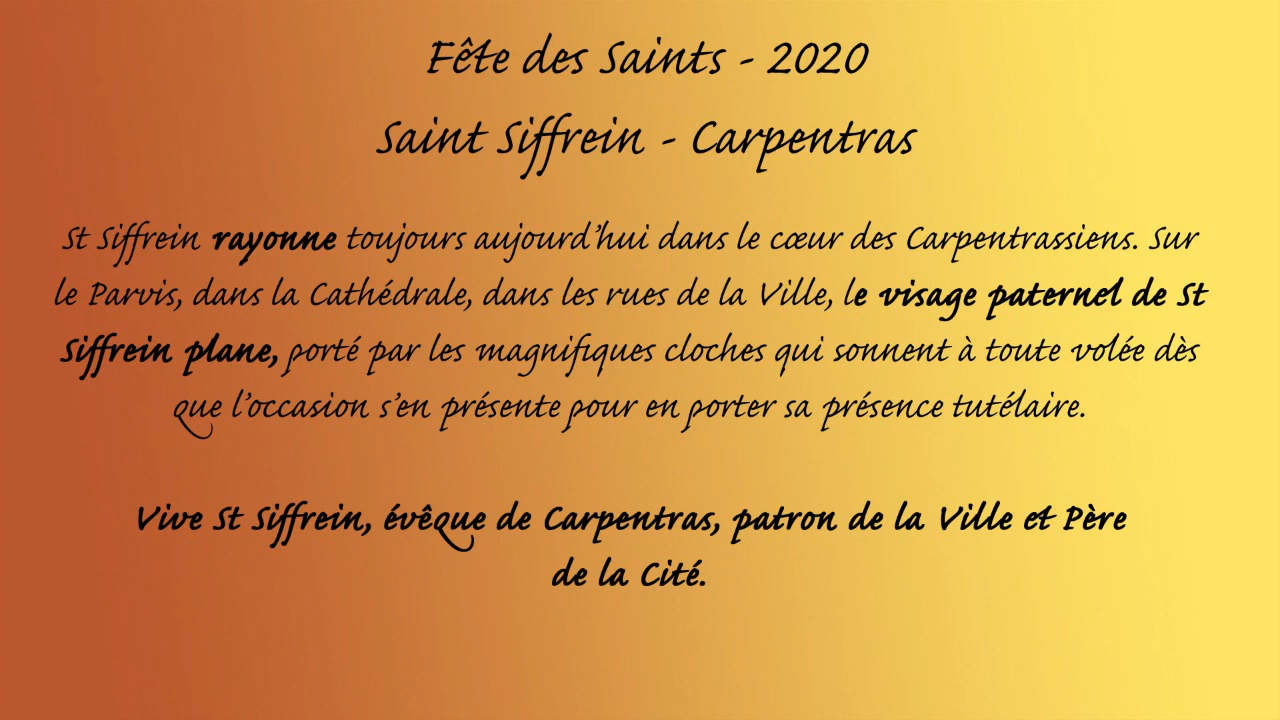 Fête des Saints - 2020
Saint Siffrein - Carpentras
St Siffrein rayonne toujours aujourd’hui dans le cœur des Carpentrassiens. Sur
le Parvis, dans la Cathédrale, dans les rues de la Ville, le visage paternel de St
Siffrein plane, porté par les magnifiques cloches qui sonnent à toute volée dès
que l’occasion s’en présente pour en porter sa présence tutélaire.
Vive St Siffrein, évêque de Carpentras, patron de la Ville et Père
de la Cité.